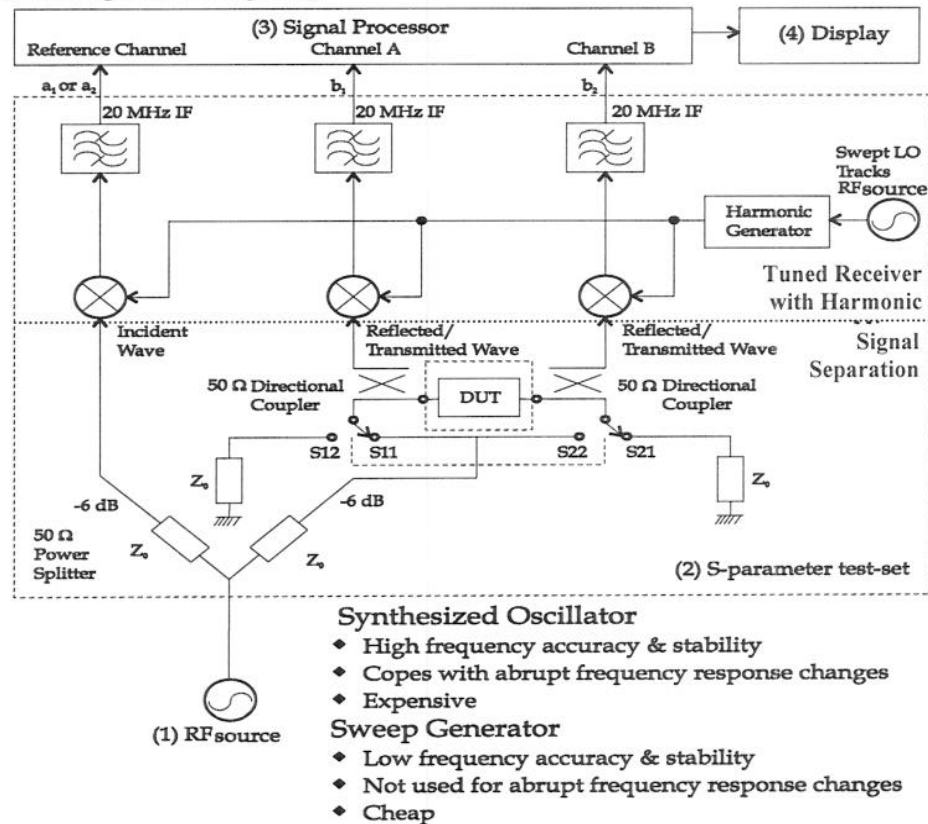 (3) Signal Processor
(4) Display
Reference Channel
Channel A
Channel B
a₁ or a₂
b₁
b₂
20 MHz IF
20 MHz IF
20 MHz IF
Swept LO
Tracks
RFsource
Harmonic
Generator
Tuned Receiver
with Harmonic
Incident
Wave
Reflected/
Transmitted Wave
Reflected/
Transmitted Wave
Signal
Separation
50 Ω Directional
Coupler
DUT
50 Ω Directional
Coupler
S12
S11
S22
S21
Z₀
Z₀
-6 dB
-6 dB
50 Ω
Power
Splitter
Z₀
Z₀
(2) S-parameter test-set
(1) RFsource
Synthesized Oscillator
◆ High frequency accuracy & stability
◆ Copes with abrupt frequency response changes
◆ Expensive
Sweep Generator
◆ Low frequency accuracy & stability
◆ Not used for abrupt frequency response changes
◆ Cheap